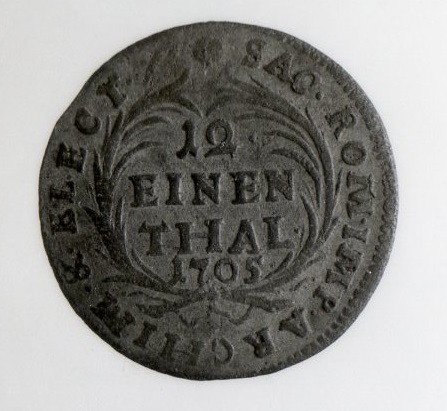 SAC. ROM. IMP. ARCHIM. & ELECT.
12
EINEN
THAL.
1705